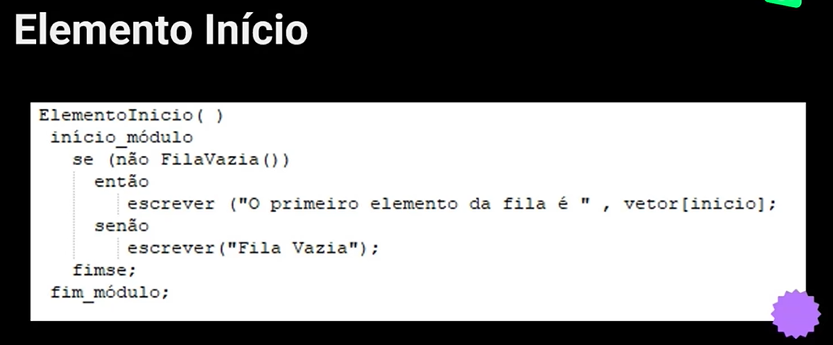 Elemento Início
ElementoInicio( )
início_módulo
se (não FilaVazia())
então
escrever ("O primeiro elemento da fila é " , vetor[inicio];
senão
escrever("Fila Vazia");
fimse;
fim_módulo;